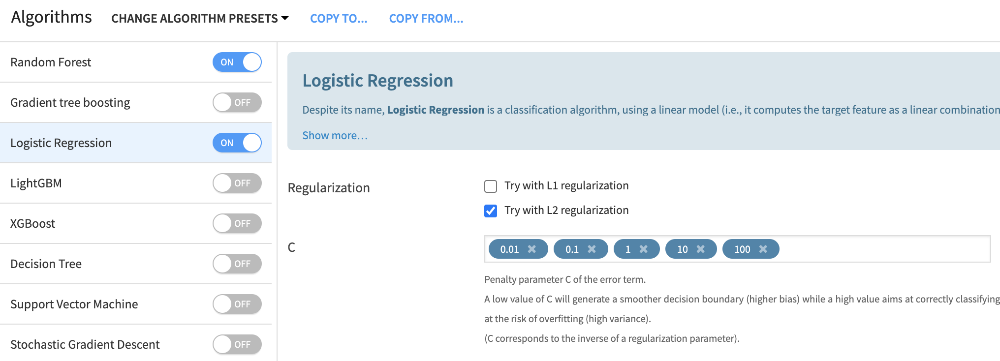 Algorithms CHANGE ALGORITHM PRESETS COPY TO... COPY FROM...
Random Forest ON
Gradient tree boosting OFF
Logistic Regression ON
LightGBM OFF
XGBoost OFF
Decision Tree OFF
Support Vector Machine OFF
Stochastic Gradient Descent OFF
Logistic Regression
Despite its name, Logistic Regression is a classification algorithm, using a linear model (i.e., it computes the target feature as a linear combination
Show more...
Regularization
Try with L1 regularization
Try with L2 regularization
C
0.01 0.1 1 10 100
Penalty parameter C of the error term.
A low value of C will generate a smoother decision boundary (higher bias) while a high value aims at correctly classifying
at the risk of overfitting (high variance).
(C corresponds to the inverse of a regularization parameter).